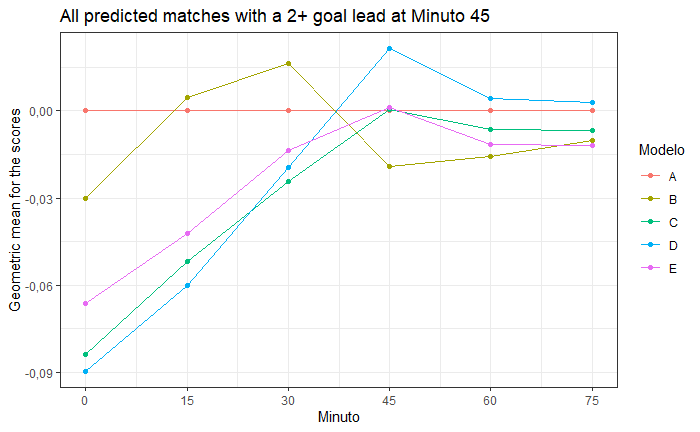 All predicted matches with a 2+ goal lead at Minuto 45
Geometric mean for the scores
0,00
-0,03
-0,06
-0,09
0 15 30 45 60 75
Minuto
Modelo
A
B
C
D
E